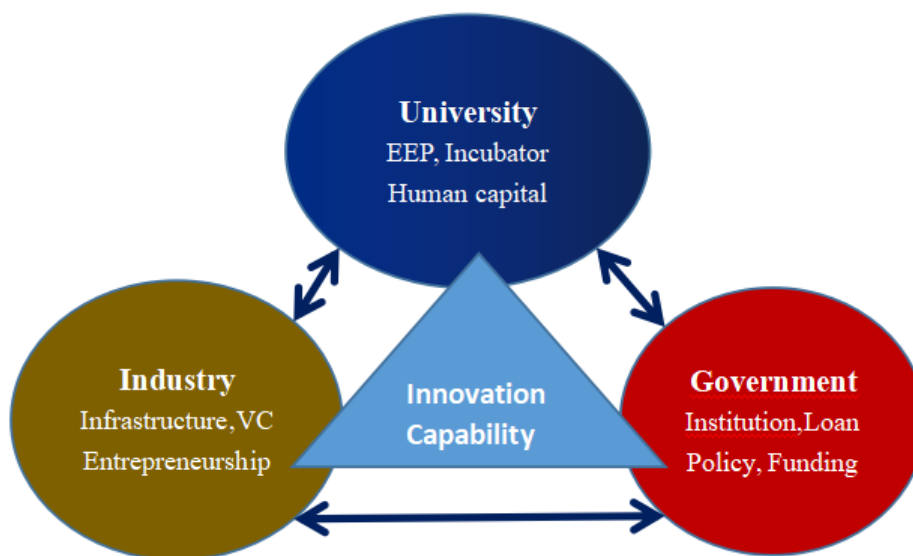 University
EEP, Incubator
Human capital
Industry
Infrastructure,VC
Entrepreneurship
Innovation
Capability
Government
Institution,Loan
Policy, Funding